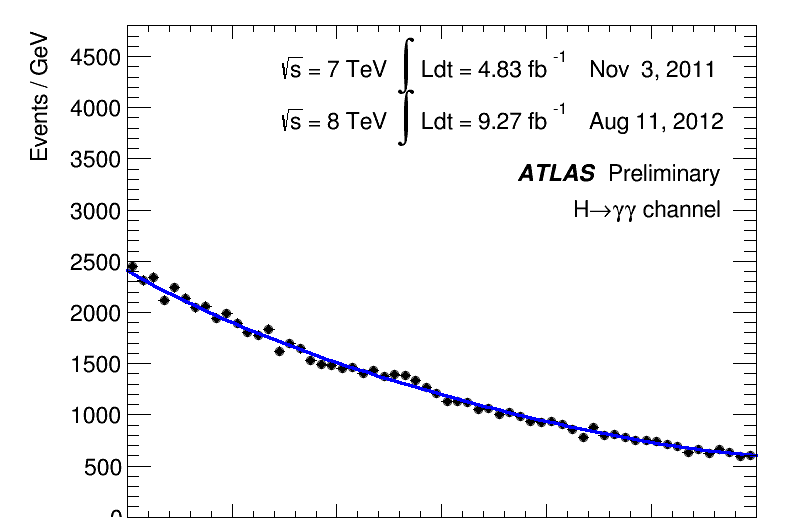 Events / GeV
4500
4000
3500
3000
2500
2000
1500
1000
500
0
√s = 7 TeV ∫ Ldt = 4.83 fb⁻¹ Nov 3, 2011
√s = 8 TeV ∫ Ldt = 9.27 fb⁻¹ Aug 11, 2012
ATLAS Preliminary
H→γγ channel